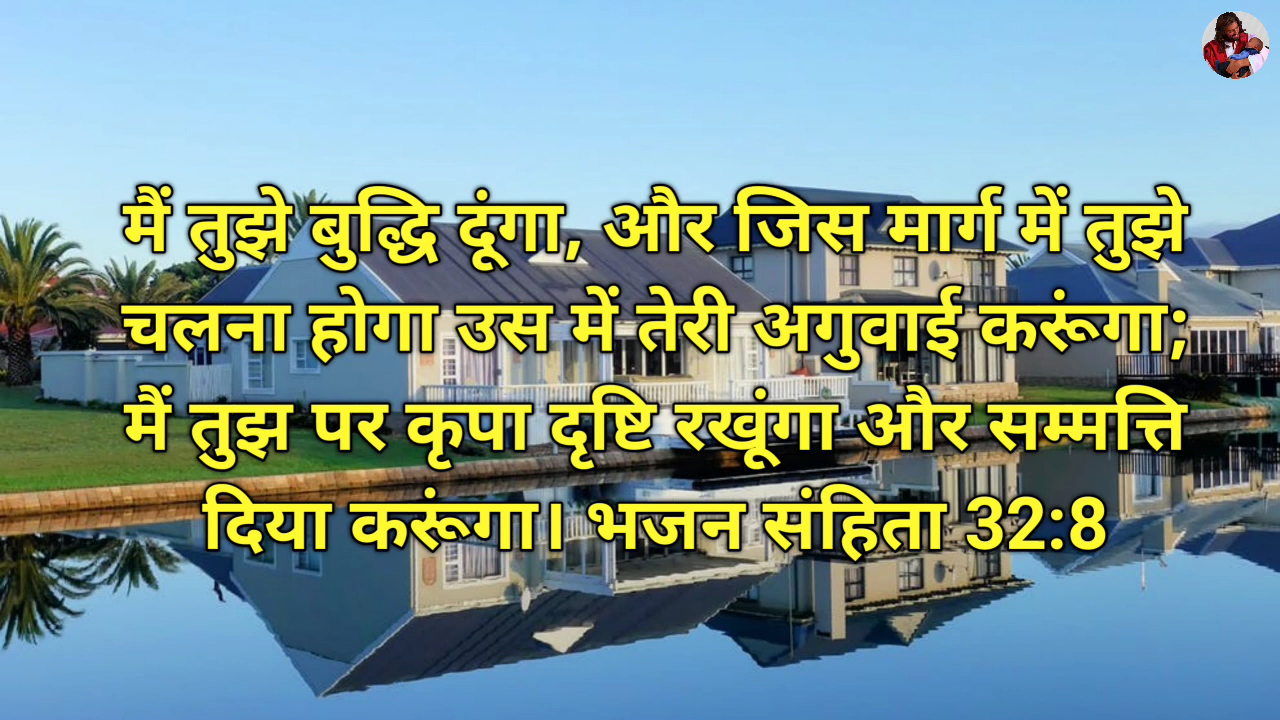 मैं तुझे बुद्धि दूंगा, और जिस मार्ग में तुझे
चलना होगा उस में तेरी अगुवाई करूंगा;
मैं तुझ पर कृपा दृष्टि रखूंगा और सम्मत्ति
दिया करूंगा। भजन संहिता 32:8